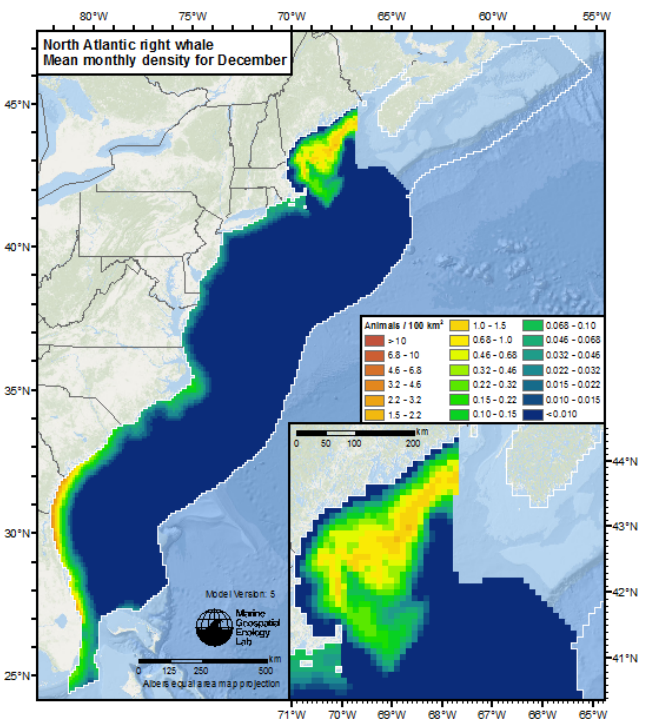 80°W 75°W 70°W 65°W 60°W 55°W
North Atlantic right whale
Mean monthly density for December
45°N
40°N
35°N
30°N
25°N
Animals / 100 km²
>10
6.8 - 10
4.6 - 6.8
3.2 - 4.6
2.2 - 3.2
1.5 - 2.2
1.0 - 1.5
0.68 - 1.0
0.46 - 0.68
0.32 - 0.46
0.22 - 0.32
0.15 - 0.22
0.10 - 0.15
0.068 - 0.10
0.046 - 0.068
0.032 - 0.046
0.022 - 0.032
0.015 - 0.022
0.010 - 0.015
<0.010
km
0 50 100 200
44°N
43°N
42°N
41°N
Model Version: 5
Marine
Geospatial
Ecology
Lab
km
0 125 250 500
Albers equal area map projection
80°W 75°W 71°W 70°W 69°W 68°W 67°W 66°W 65°W